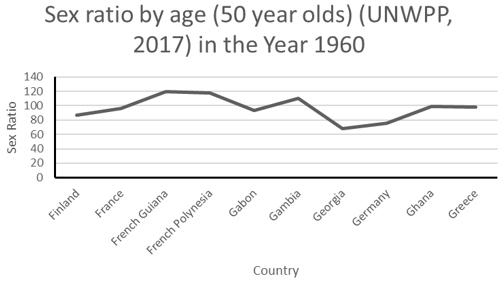 Sex ratio by age (50 year olds) (UNWPP,
2017) in the Year 1960
140
120
100
80
60
40
20
0
Sex Ratio
Finland
France
French Guiana
French Polynesia
Gabon
Gambia
Georgia
Germany
Ghana
Greece
Country